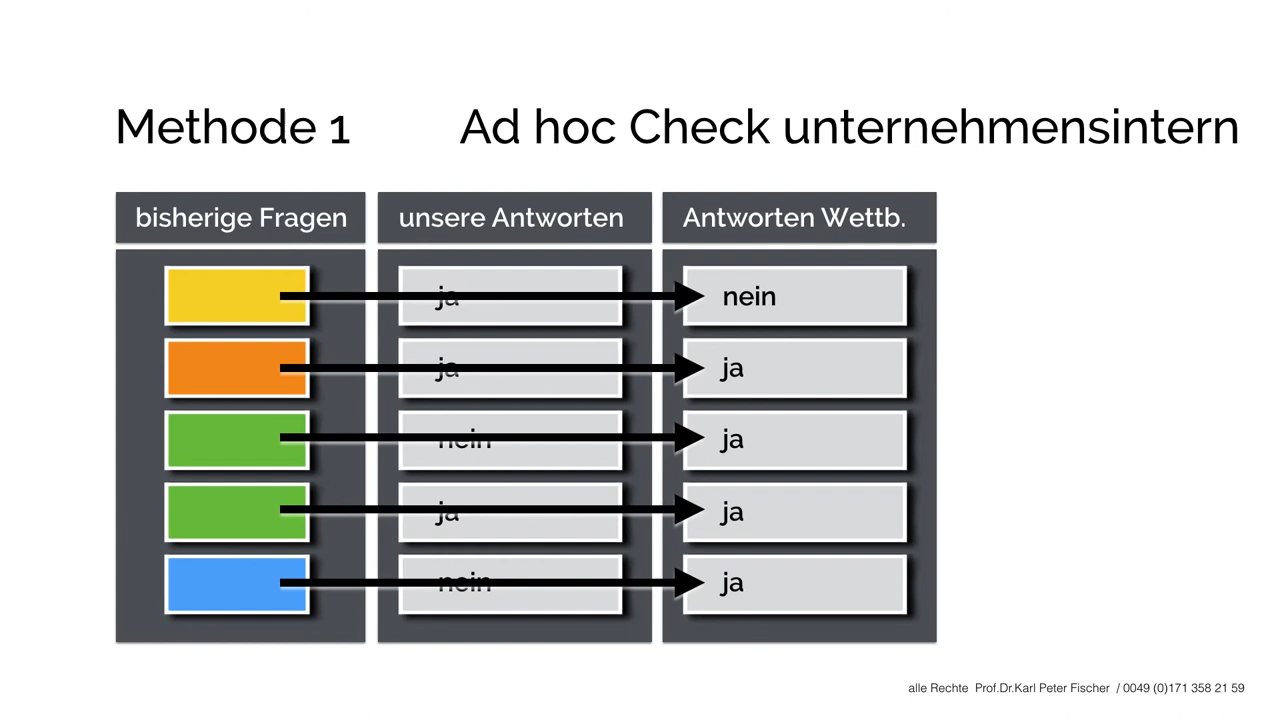 Methode 1 Ad hoc Check unternehmensintern
bisherige Fragen unsere Antworten Antworten Wettb.
ja nein
ja ja
nein ja
ja ja
nein ja
alle Rechte Prof.Dr.Karl Peter Fischer / 0049 (0)171 358 21 59